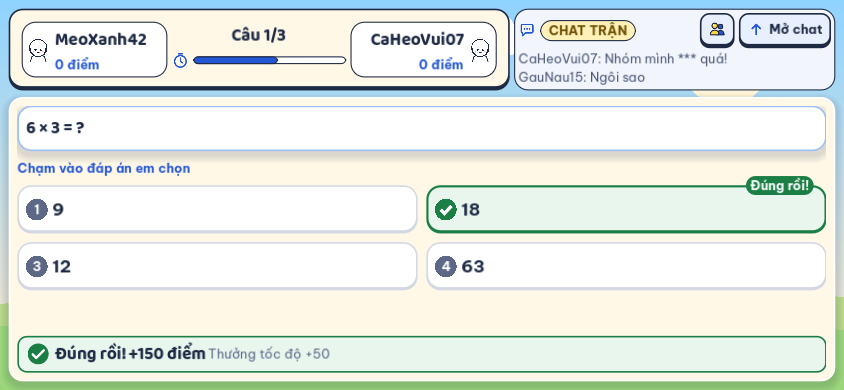 MeoXanh42
0 điểm
Câu 1/3
CaHeoVui07
0 điểm
CHAT TRẬN
↑ Mở chat
CaHeoVui07: Nhóm mình *** quá!
GauNau15: Ngôi sao
6 × 3 = ?
Chạm vào đáp án em chọn
1 9
Đúng rồi!
18
3 12
4 63
Đúng rồi! +150 điểm Thưởng tốc độ +50